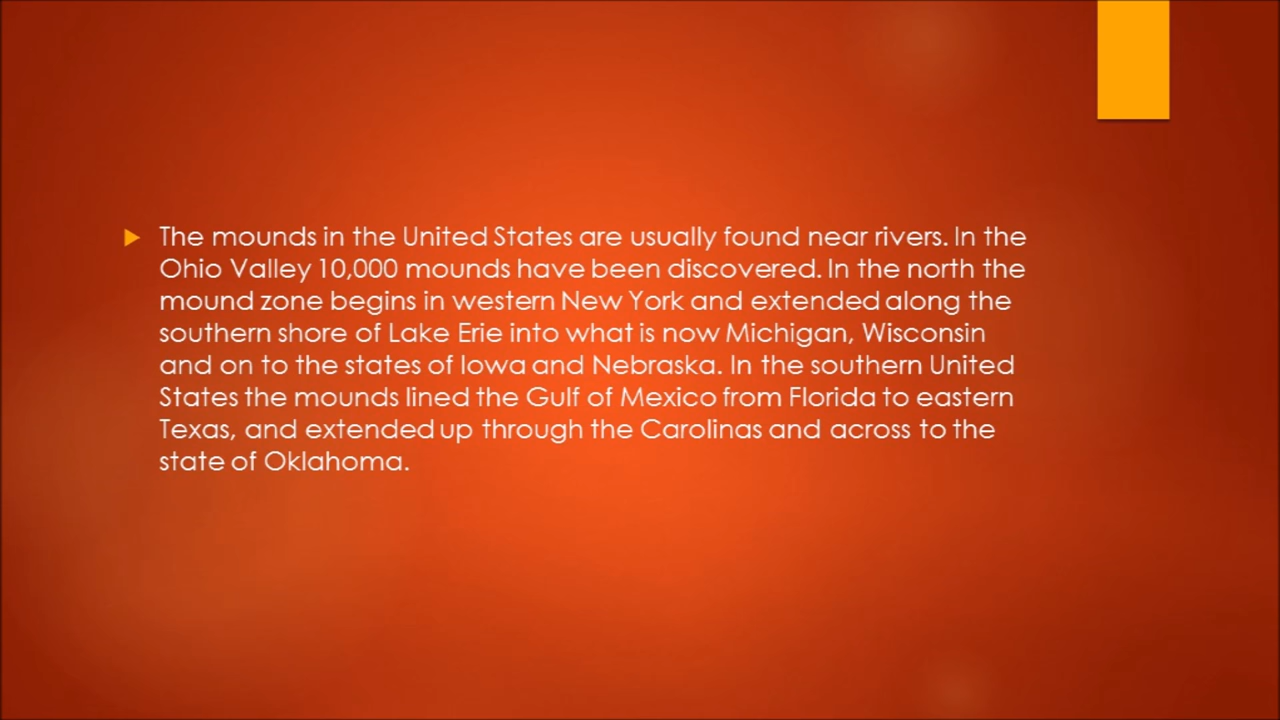 The mounds in the United States are usually found near rivers. In the
Ohio Valley 10,000 mounds have been discovered. In the north the
mound zone begins in western New York and extended along the
southern shore of Lake Erie into what is now Michigan, Wisconsin
and on to the states of Iowa and Nebraska. In the southern United
States the mounds lined the Gulf of Mexico from Florida to eastern
Texas, and extended up through the Carolinas and across to the
state of Oklahoma.